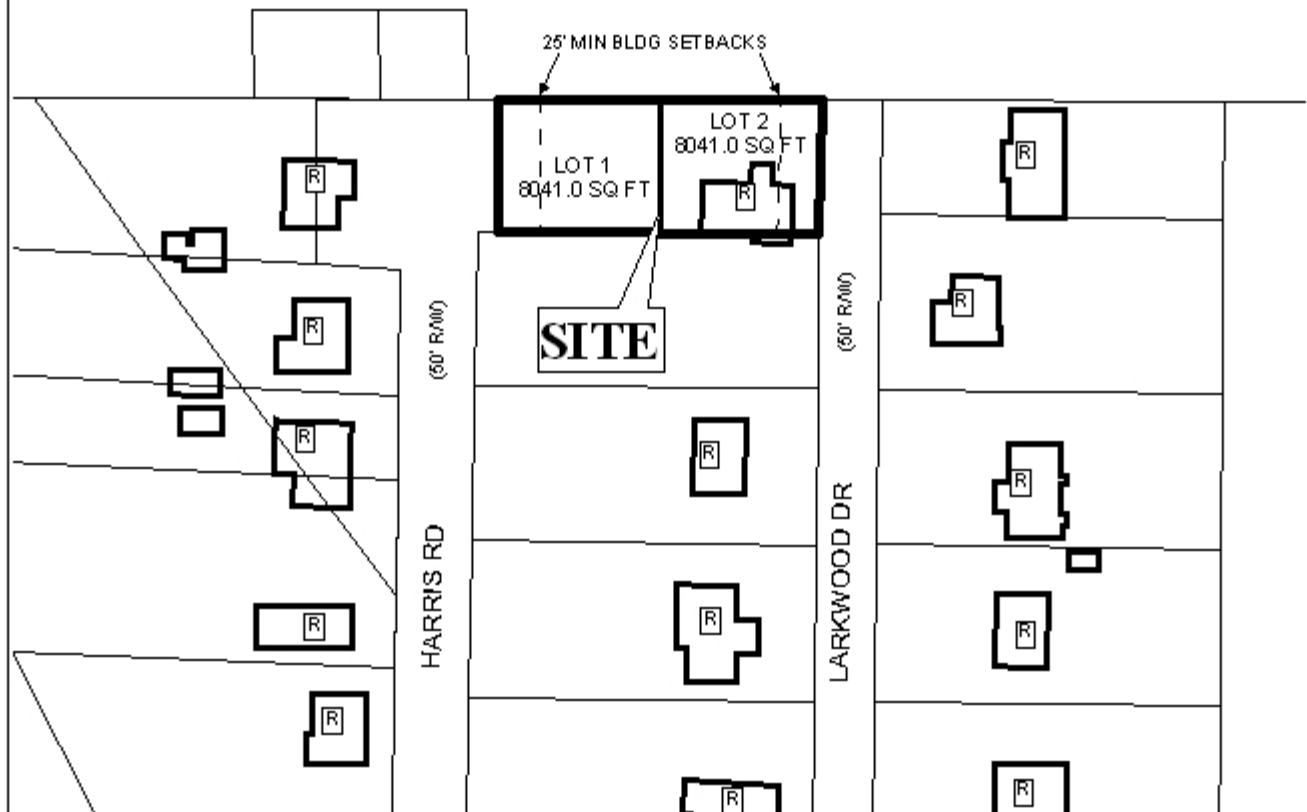 25' MIN BLDG SETBACKS
LOT 2
8041.0 SQ FT
LOT 1
8041.0 SQ FT
R
R
R
SITE
(50' R/W)
(50' R/W)
R
R
R
R
R
HARRIS RD
LARKWOOD DR
R
R
R
R
R
R